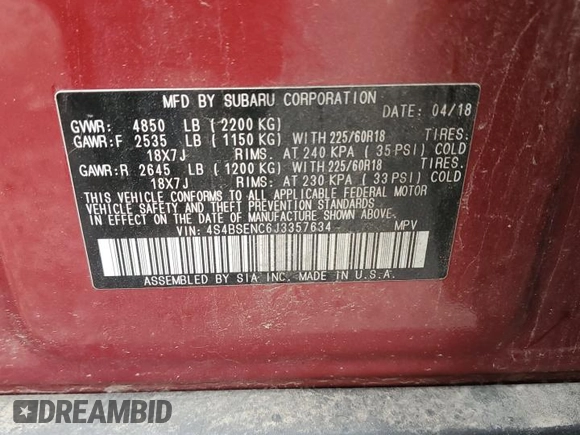 MFD BY SUBARU CORPORATION
DATE: 04/18
GVWR: 4850 LB (2200 KG)
GAWR:F 2535 LB (1150 KG) WITH 225/60R18 TIRES.
18X7J RIMS. AT 240 KPA (35 PSI) COLD
GAWR:R 2645 LB (1200 KG) WITH 225/60R18 TIRES.
18X7J RIMS: AT 230 KPA (33 PSI) COLD
THIS VEHICLE CONFORMS TO ALL APPLICABLE FEDERAL MOTOR
VEHICLE SAFETY AND THEFT PREVENTION STANDARDS
IN EFFECT ON THE DATE OF MANUFACTURE SHOWN ABOVE.
VIN: 4S4BSENC6J3357634 MPV
ASSEMBLED BY SIA INC. MADE IN U.S.A.
DREAMBID